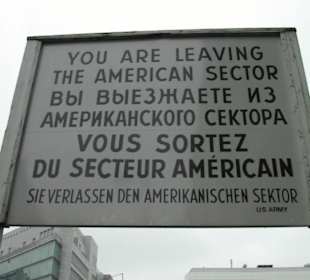 YOU ARE LEAVING
THE AMERICAN SECTOR
ВЫ ВЫЕЗЖАЕТЕ ИЗ
АМЕРИКАНСКОГО СЕКТОРА
VOUS SORTEZ
DU SECTEUR AMÉRICAIN
SIE VERLASSEN DEN AMERIKANISCHEN SEKTOR
US ARMY